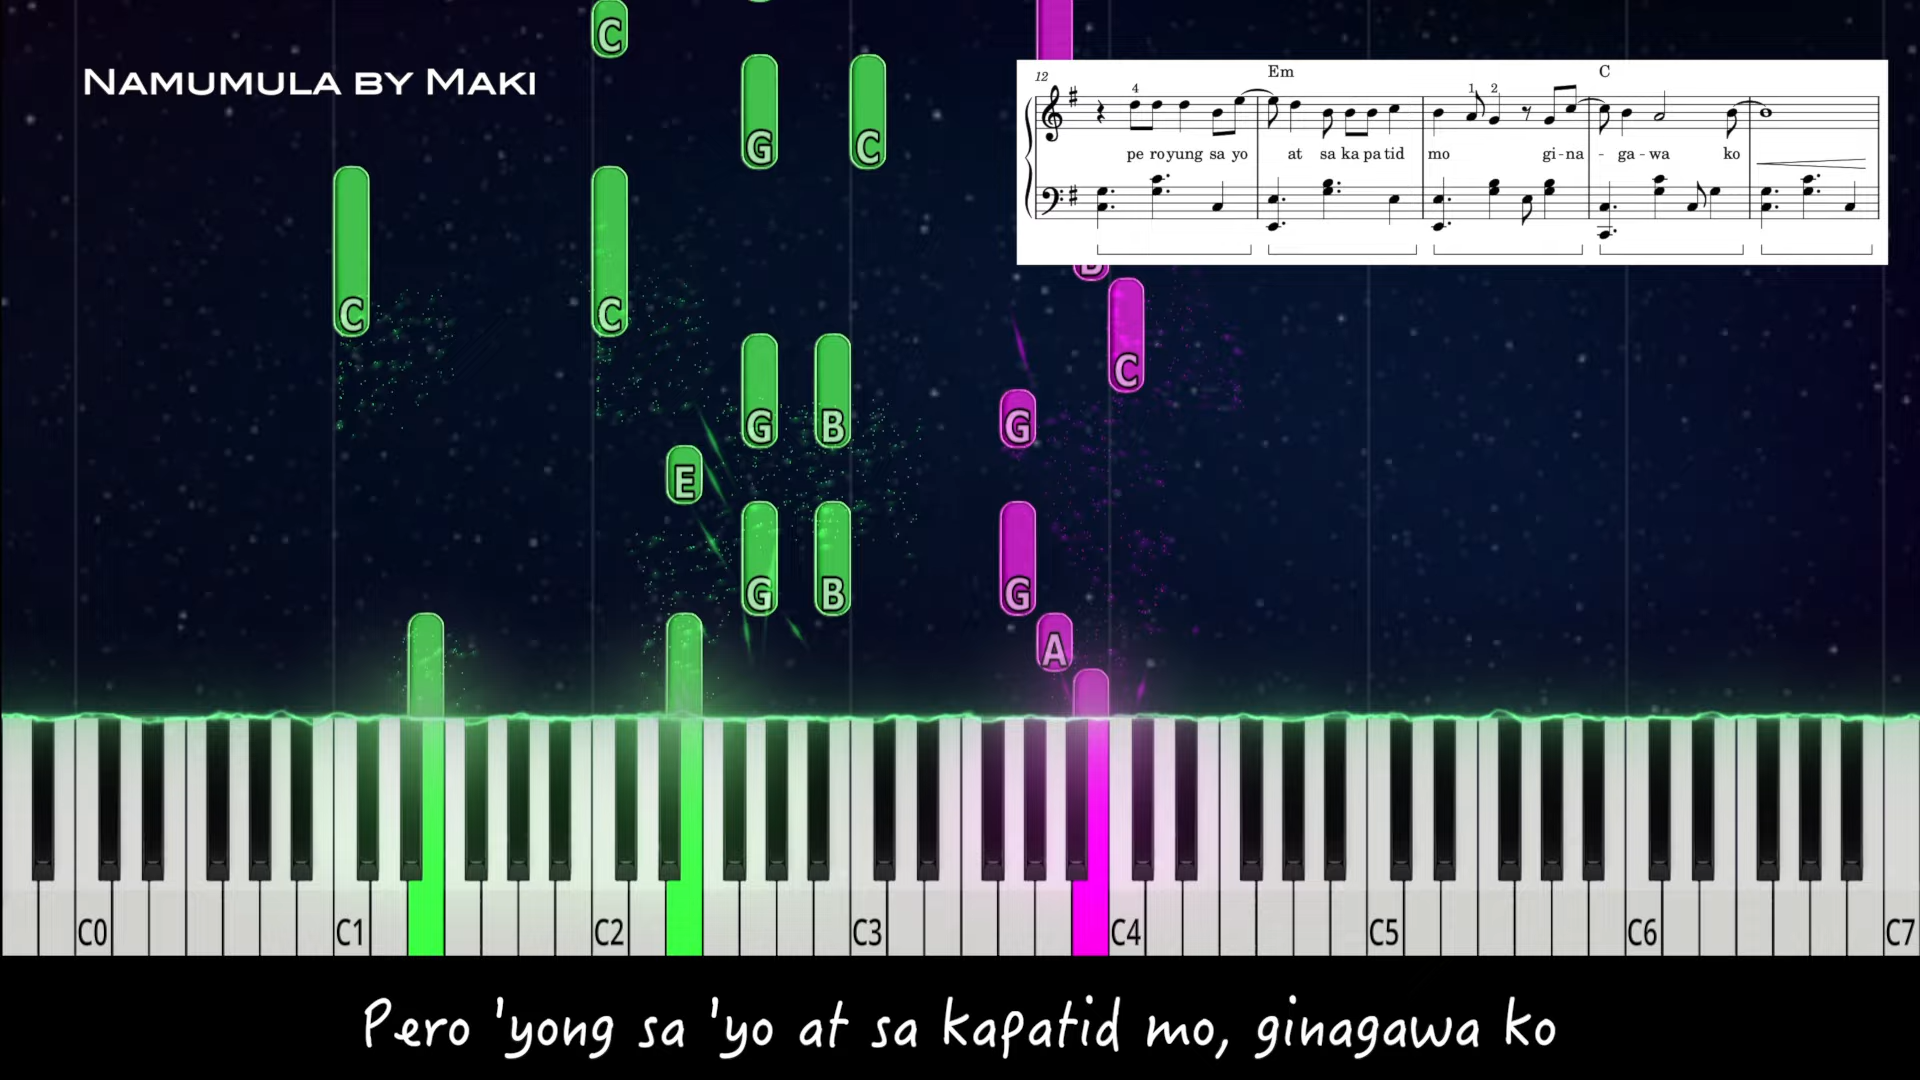 NAMUMULA BY MAKI
C
G
C
12
Em
C
4
1 2
pe ro yung sa yo at sa ka pa tid mo gi - na - ga - wa ko
C
C
C
G
G
B
E
G
B
G
A
C0 C1 C2 C3 C4 C5 C6 C7
Pero 'yong sa 'yo at sa kapatid mo, ginagawa ko